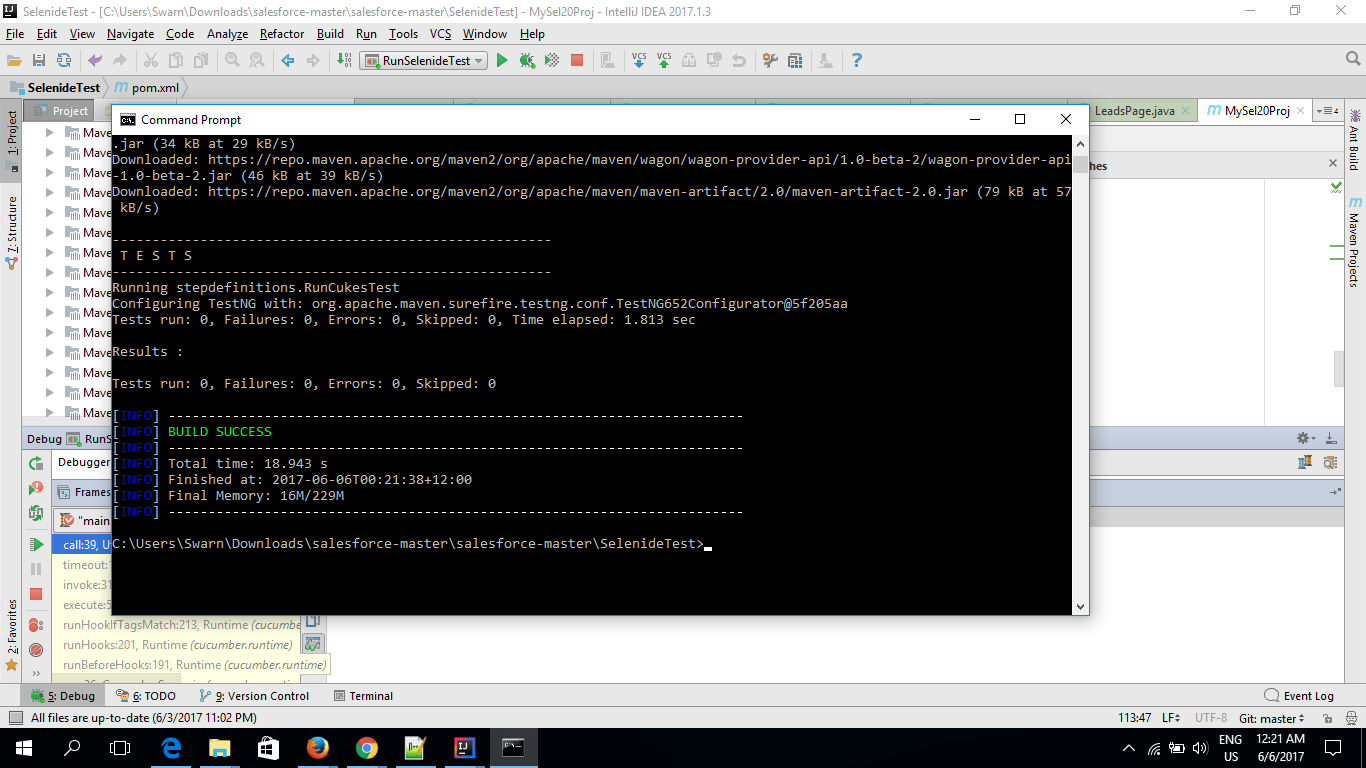 SelenideTest - [C:\Users\Swarn\Downloads\salesforce-master\salesforce-master\SelenideTest] - MySel20Proj - IntelliJ IDEA 2017.1.3
File Edit View Navigate Code Analyze Refactor Build Run Tools VCS Window Help
RunSelenideTest
VCS VCS
SelenideTest pom.xml
1: Project
Project
LeadsPage.java
MySel20Proj
4
Ant Build
Command Prompt
Mave
.jar (34 kB at 29 kB/s)
Mave
Downloaded: https://repo.maven.apache.org/maven2/org/apache/maven/wagon/wagon-provider-api/1.0-beta-2/wagon-provider-api
ches
-1.0-beta-2.jar (46 kB at 39 kB/s)
Mave
Downloaded: https://repo.maven.apache.org/maven2/org/apache/maven/maven-artifact/2.0/maven-artifact-2.0.jar (79 kB at 57
kB/s)
7: Structure
Maven Projects
Mave
Mave
-------------------------------------------------------
Mave
T E S T S
-------------------------------------------------------
Mave
Running stepdefinitions.RunCukesTest
Mave
Configuring TestNG with: org.apache.maven.surefire.testng.conf.TestNG652Configurator@5f205aa
Mave
Tests run: 0, Failures: 0, Errors: 0, Skipped: 0, Time elapsed: 1.813 sec
Mave
Results :
Mave
Mave
Tests run: 0, Failures: 0, Errors: 0, Skipped: 0
Mave
Mave
[INFO] ------------------------------------------------------------------------
[INFO] BUILD SUCCESS
Debug RunS
[INFO] ------------------------------------------------------------------------
[INFO] Total time: 18.943 s
Debugger
[INFO] Finished at: 2017-06-06T00:21:38+12:00
[INFO] Final Memory: 16M/229M
Frames
[INFO] ------------------------------------------------------------------------
"main
C:\Users\Swarn\Downloads\salesforce-master\salesforce-master\SelenideTest>
call:39, U
timeout:
invoke:31
execute:5
2: Favorites
runHookIfTagsMatch:213, Runtime (cucumbe
runHooks:201, Runtime (cucumber.runtime)
runBeforeHooks:191, Runtime (cucumber.runtime)
5: Debug 6: TODO 9: Version Control Terminal Event Log
All files are up-to-date (6/3/2017 11:02 PM)
113:47 LF UTF-8 Git: master
ENG
12:21 AM
US
6/6/2017